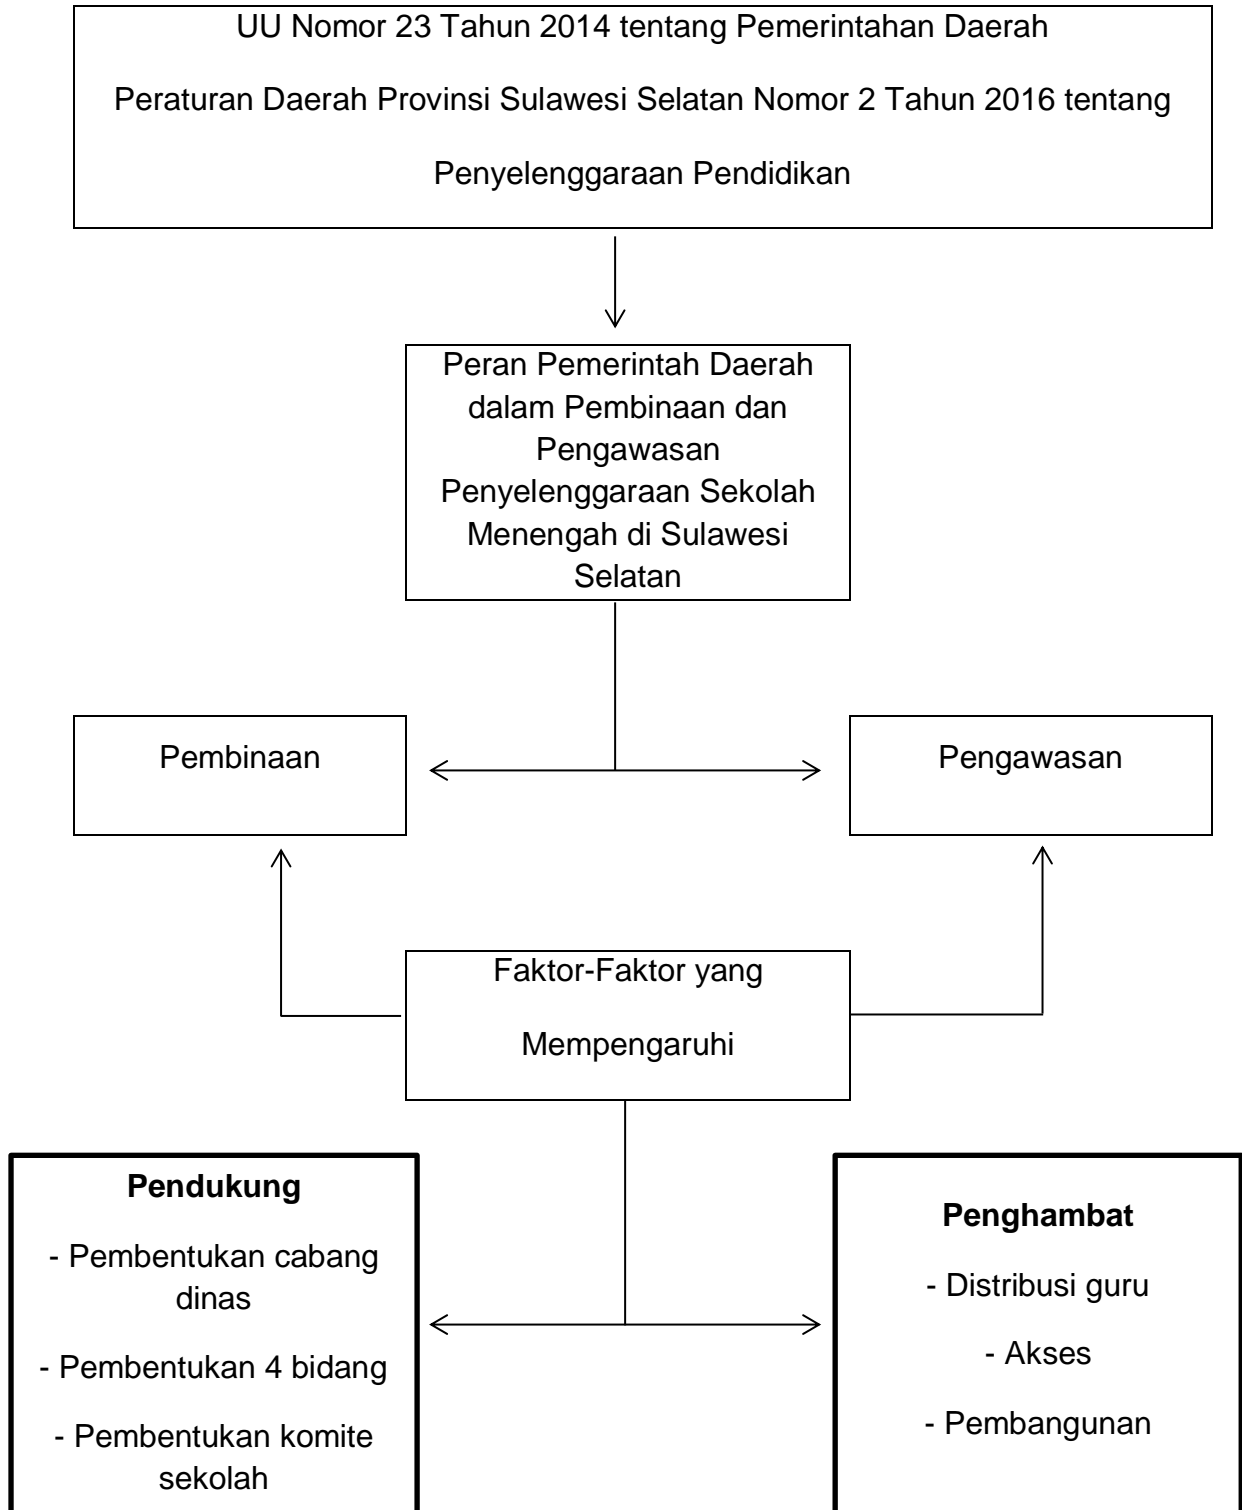 UU Nomor 23 Tahun 2014 tentang Pemerintahan Daerah
Peraturan Daerah Provinsi Sulawesi Selatan Nomor 2 Tahun 2016 tentang
Penyelenggaraan Pendidikan
Peran Pemerintah Daerah
dalam Pembinaan dan
Pengawasan
Penyelenggaraan Sekolah
Menengah di Sulawesi
Selatan
Pembinaan
Pengawasan
Faktor-Faktor yang
Mempengaruhi
Pendukung
- Pembentukan cabang
dinas
- Pembentukan 4 bidang
- Pembentukan komite
sekolah
Penghambat
- Distribusi guru
- Akses
- Pembangunan